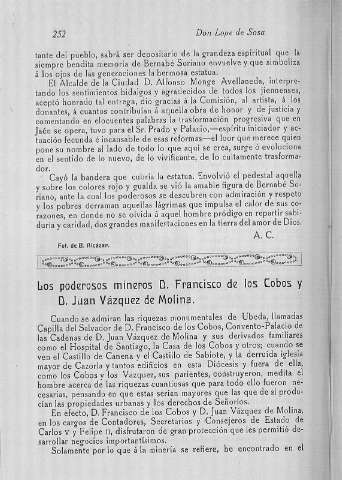 252
Don Lope de Sosa
tante del pueblo, sabrá ser depositario de la grandeza espiritual que la
siempre bendita memoria de Bernabé Soriano envuelve y que simboliza
á los ojos de las generaciones la hermosa estatua.
El Alcalde de la Ciudad D. Alfonso Monge Avellaneda, interpre-
tando los sentimientos hidalgos y agradecidos de todos los jiennenses,
aceptó honrado tal entrega, dió gracias á la Comisión, al artista, á los
donantes, á cuantos contribuían á aquella obra de honor y de justicia y
comentando en elocuentes palabras la trasformación progresiva que en
Jaén se opera, tuvo para el Sr. Prado y Palacio,—espíritu iniciador y ac-
tuación fecunda é incansable de esas reformas—el loor que merece quien
pone su nombre al lado de todo lo que aquí se crea, surge ó evoluciona
en el sentido de lo nuevo, de lo vivificante, de lo cultamente trasforma-
dor.
Cayó la bandera que cubría la estatua. Envolvió el pedestal aquella
y sobre los colores rojo y gualda se vió la amable figura de Bernabé So-
riano, ante la cual los poderosos se descubren con admiración y respeto
y los pobres derraman aquellas lágrimas que impulsa el calor de sus co-
razones, en donde no se olvida á aquel hombre pródigo en repartir sabi-
duría y caridad, dos grandes manifestaciones en la tierra del amor de Dios.
A. C.
Fot. de B. Alcázar.
Los poderosos mineros D. Francisco de los Cobos y
D. Juan Vázquez de Molina.
Cuando se admiran las riquezas monumentales de Ubeda, llamadas
Capilla del Salvador de D. Francisco de los Cobos, Convento-Palacio de
las Cadenas de D. Juan Vázquez de Molina y sus derivados familiares
como el Hospital de Santiago, la Casa de los Cobos y otros; cuando se
ven el Castillo de Canena y el Castillo de Sabiote, y la derruida iglesia
mayor de Cazorla y tantos edificios en esta Diócesis y fuera de ella,
como los Cobos y los Vázquez, sus parientes, construyeron, medita el
hombre acerca de las riquezas cuantiosas que para todo ello fueron ne-
cesarias, pensando en que estas serían mayores que las que de sí produ-
cían las propiedades urbanas y los derechos de Señoríos.
En efecto, D. Francisco de los Cobos y D. Juan Vázquez de Molina,
en los cargos de Contadores, Secretarios y Consejeros de Estado de
Carlos V y Felipe II, disfrutaron de gran protección que les permitió de-
sarrollar negocios importantísimos.
Solamente por lo que á la minería se refiere, he encontrado en el